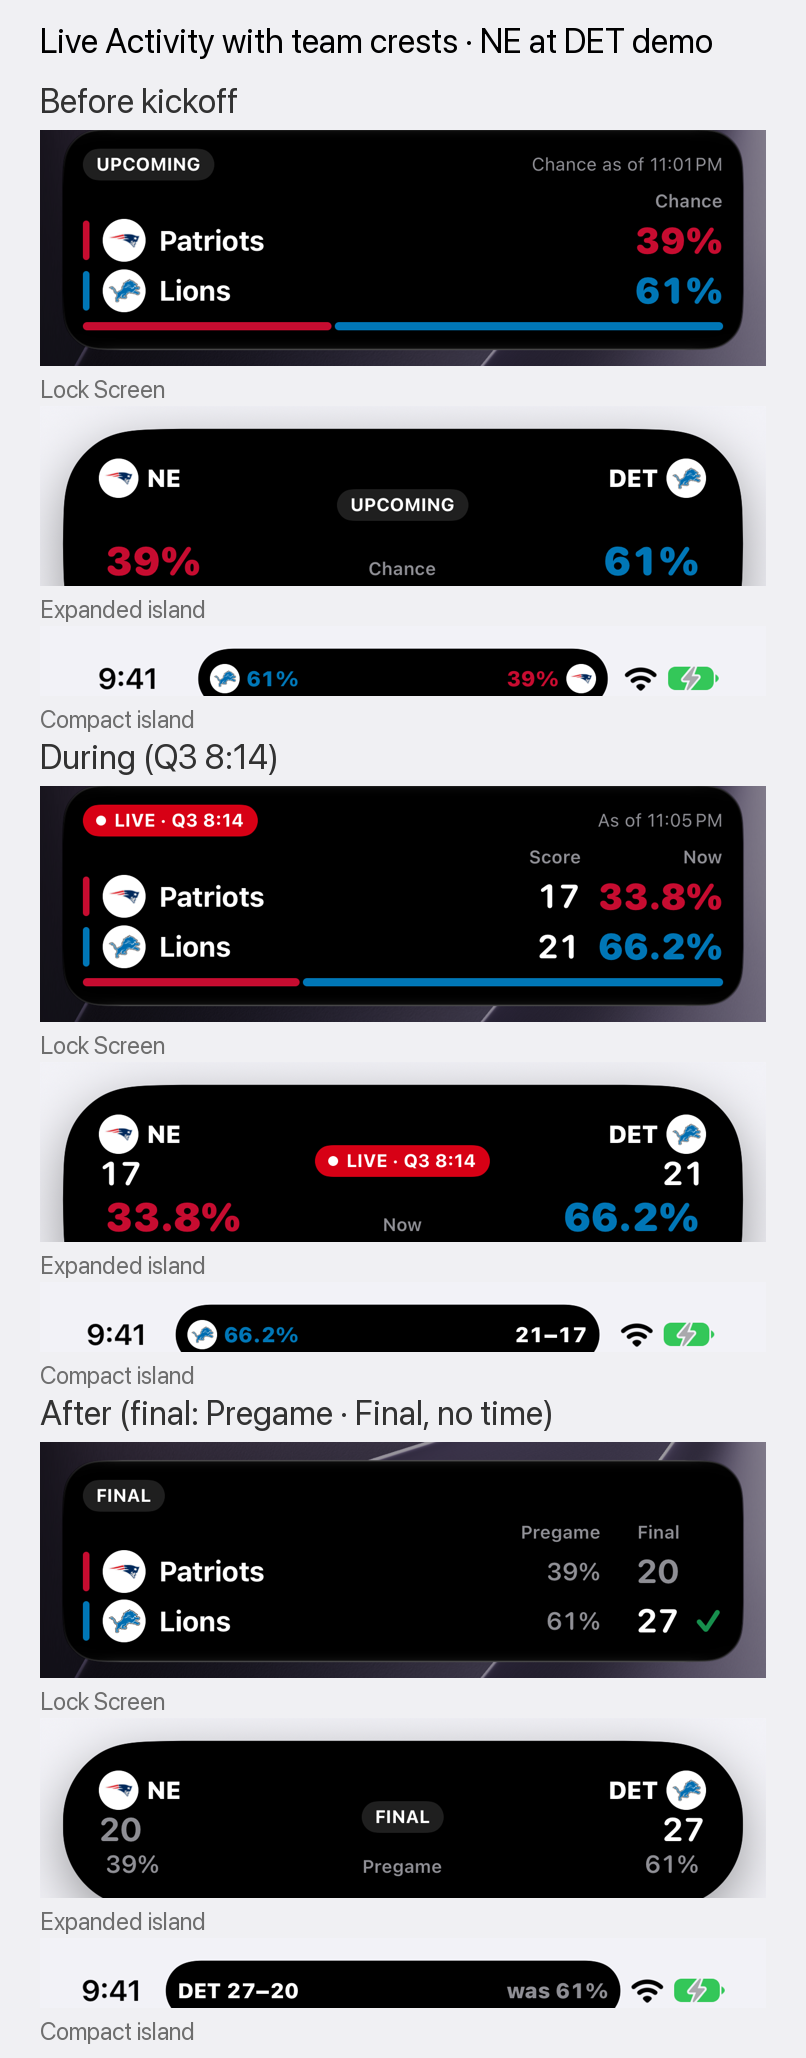 Live Activity with team crests · NE at DET demo
Before kickoff
UPCOMING Chance as of 11:01 PM
Chance
Patriots 39%
Lions 61%
Lock Screen
NE DET
UPCOMING
39% Chance 61%
Expanded island
9:41 61% 39%
Compact island
During (Q3 8:14)
LIVE · Q3 8:14 As of 11:05 PM
Score Now
Patriots 17 33.8%
Lions 21 66.2%
Lock Screen
NE DET
LIVE · Q3 8:14
17 21
33.8% Now 66.2%
Expanded island
9:41 66.2% 21–17
Compact island
After (final: Pregame · Final, no time)
FINAL
Pregame Final
Patriots 39% 20
Lions 61% 27
Lock Screen
NE DET
FINAL
20 27
39% Pregame 61%
Expanded island
9:41 DET 27–20 was 61%
Compact island